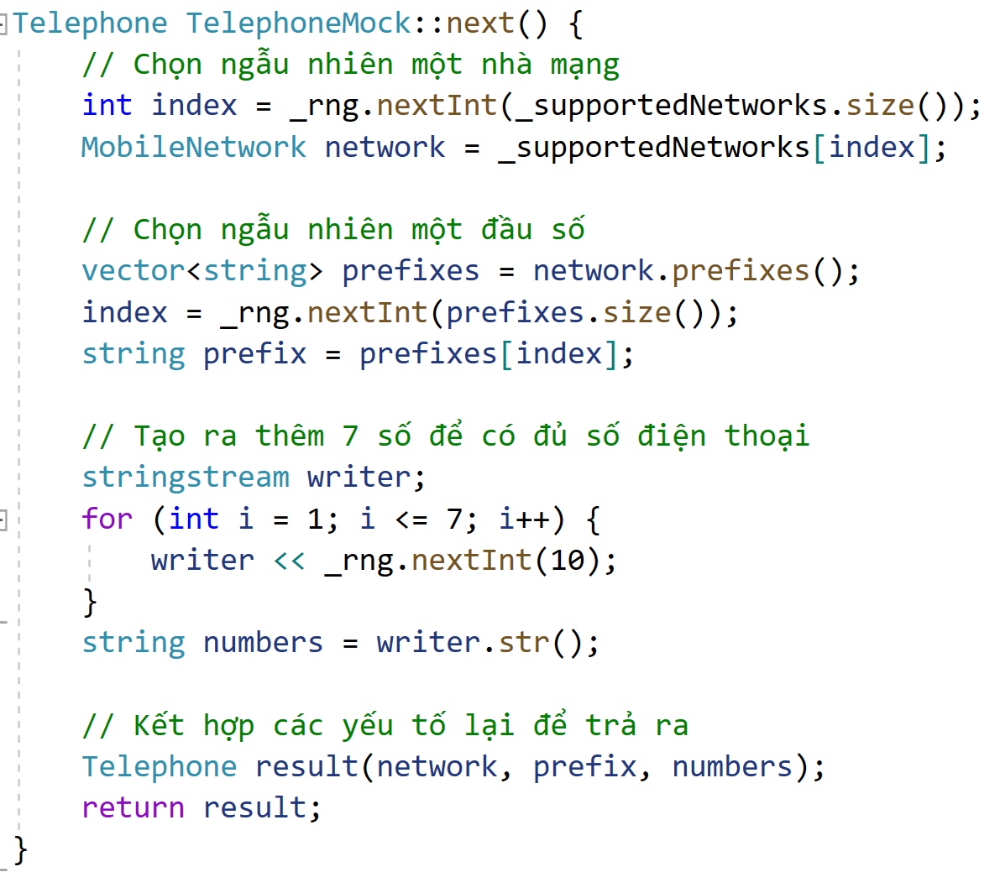 Telephone TelephoneMock::next() {
    // Chọn ngẫu nhiên một nhà mạng
    int index = _rng.nextInt(_supportedNetworks.size());
    MobileNetwork network = _supportedNetworks[index];

    // Chọn ngẫu nhiên một đầu số
    vector<string> prefixes = network.prefixes();
    index = _rng.nextInt(prefixes.size());
    string prefix = prefixes[index];

    // Tạo ra thêm 7 số để có đủ số điện thoại
    stringstream writer;
    for (int i = 1; i <= 7; i++) {
        writer << _rng.nextInt(10);
    }
    string numbers = writer.str();

    // Kết hợp các yếu tố lại để trả ra
    Telephone result(network, prefix, numbers);
    return result;
}